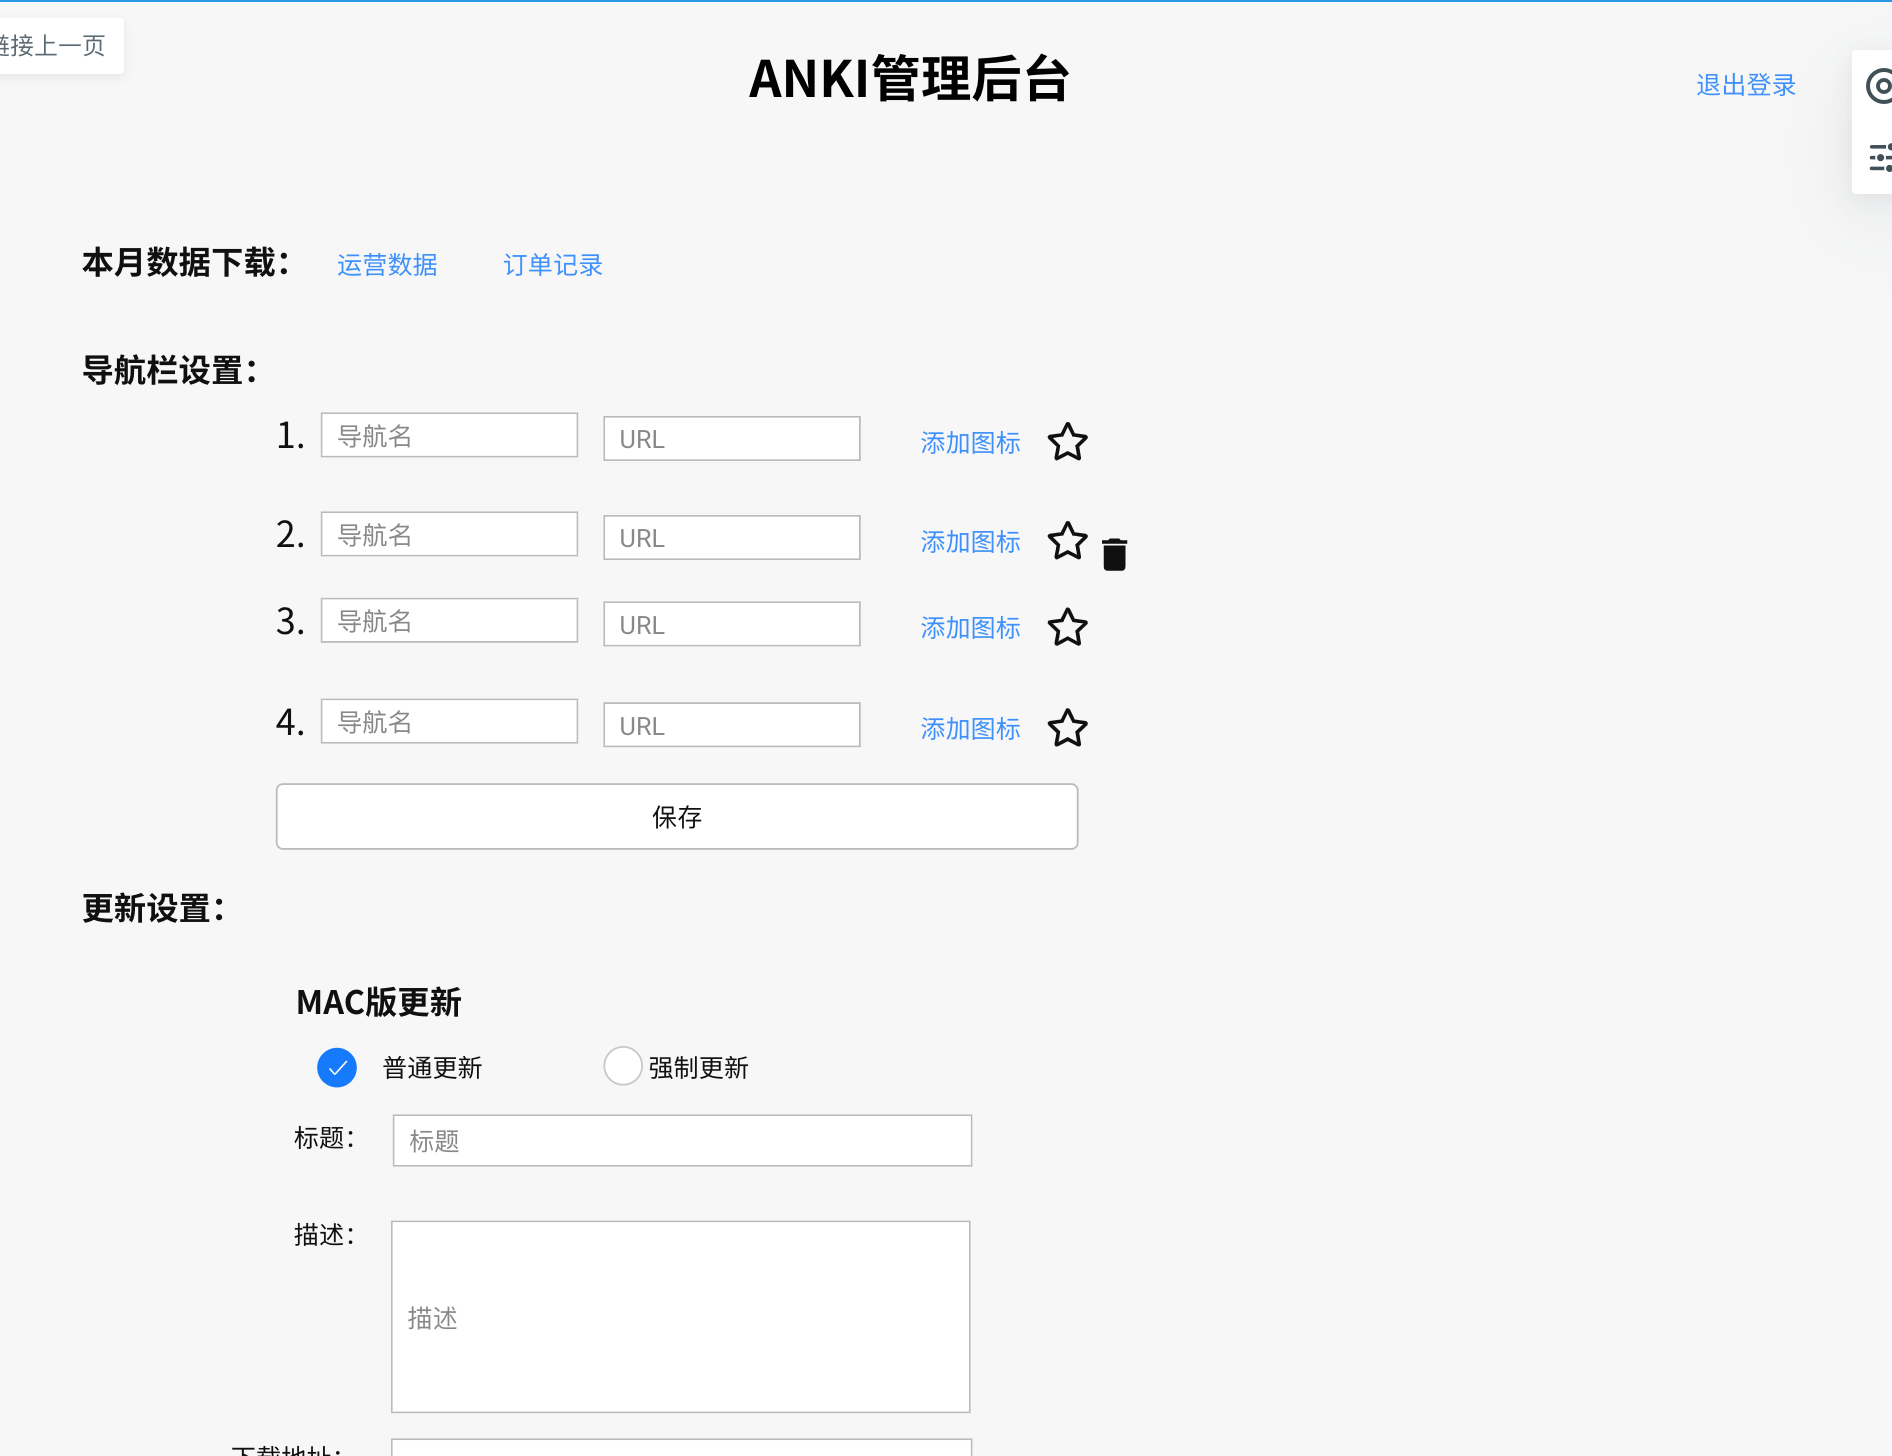 链接上一页
ANKI管理后台
退出登录
本月数据下载： 运营数据 订单记录
导航栏设置：
1. 导航名 URL 添加图标
2. 导航名 URL 添加图标
3. 导航名 URL 添加图标
4. 导航名 URL 添加图标
保存
更新设置：
MAC版更新
普通更新 强制更新
标题： 标题
描述：
描述
下载地址：